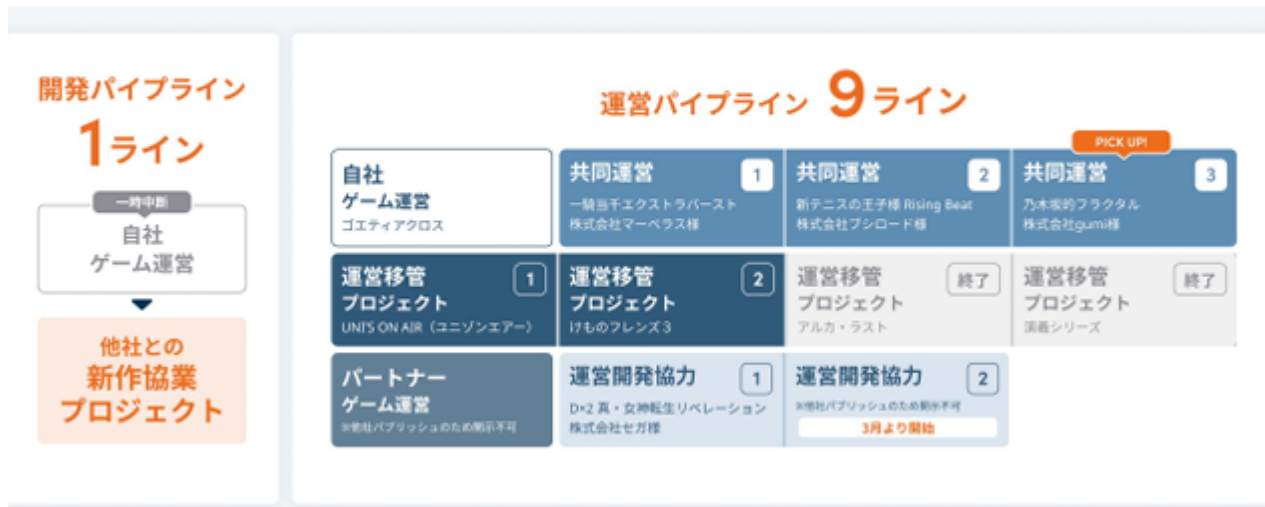 開発パイプライン
1ライン
一時中断
自社
ゲーム運営
他社との
新作協業
プロジェクト
運営パイプライン 9ライン
PICK UP!
自社
ゲーム運営
ゴエティアクロス
共同運営 1
一騎当千エクストラバースト
株式会社マーベラス様
共同運営 2
新テニスの王子様 Rising Beat
株式会社ブシロード様
共同運営 3
乃木坂的フラクタル
株式会社gumi様
運営移管 1
プロジェクト
UNI'S ON AIR（ユニゾンエアー）
運営移管 2
プロジェクト
けものフレンズ3
運営移管 終了
プロジェクト
アルカ・ラスト
運営移管 終了
プロジェクト
演義シリーズ
パートナー
ゲーム運営
※他社パブリッシュのため開示不可
運営開発協力 1
D×2 真・女神転生リベレーション
株式会社セガ様
運営開発協力 2
※他社パブリッシュのため開示不可
3月より開始